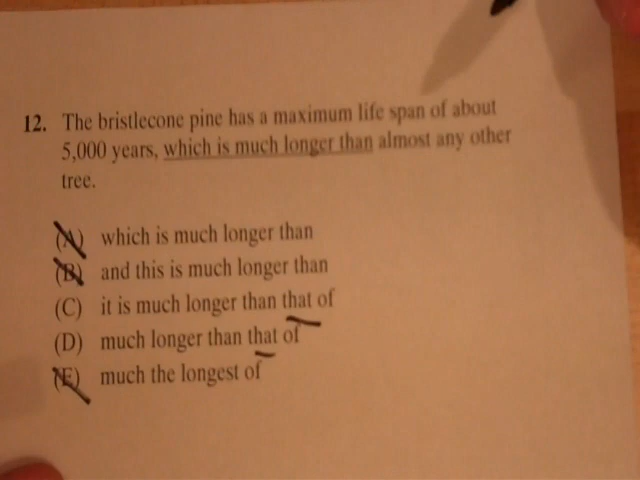 12. The bristlecone pine has a maximum life span of about
5,000 years, which is much longer than almost any other
tree.
(A) which is much longer than
(B) and this is much longer than
(C) it is much longer than that of
(D) much longer than that of
(E) much the longest of